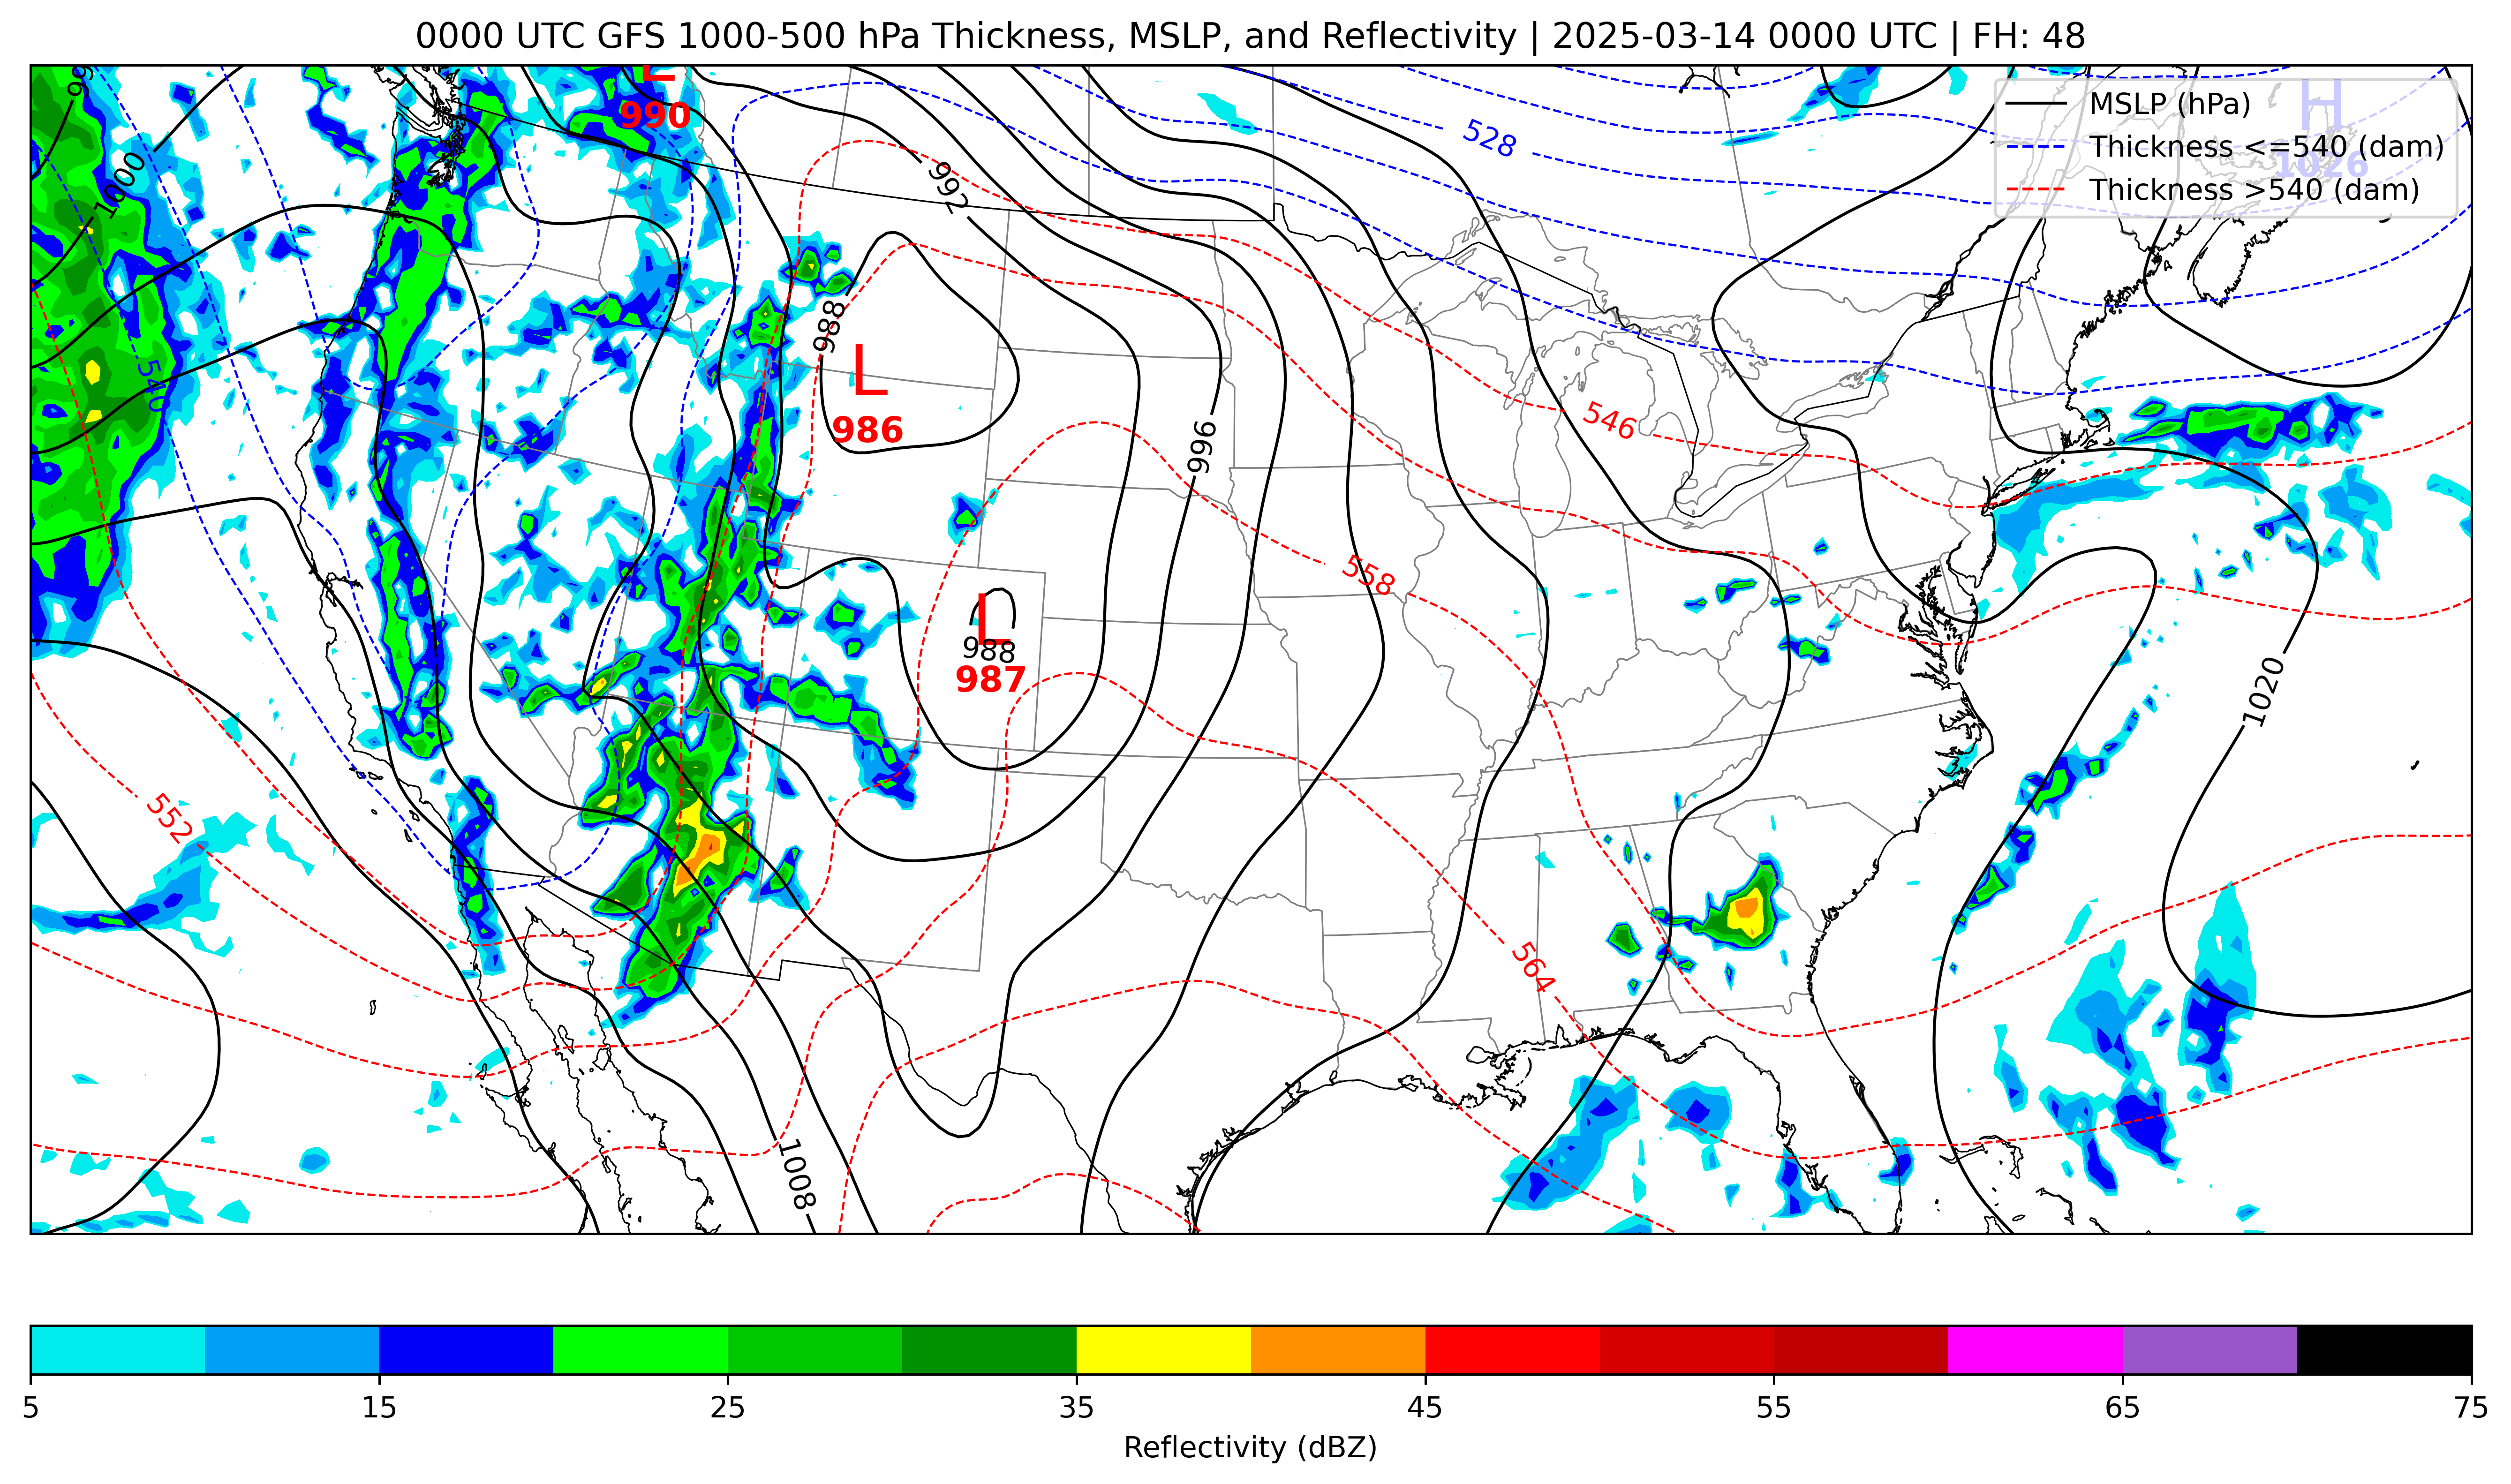 0000 UTC GFS 1000-500 hPa Thickness, MSLP, and Reflectivity | 2025-03-14 0000 UTC | FH: 48
L
990
H
1026
MSLP (hPa)
Thickness <=540 (dam)
Thickness >540 (dam)
1000
992
528
988
L
986
540
546
996
558
L
988
987
1020
552
564
1008
5 15 25 35 45 55 65 75
Reflectivity (dBZ)